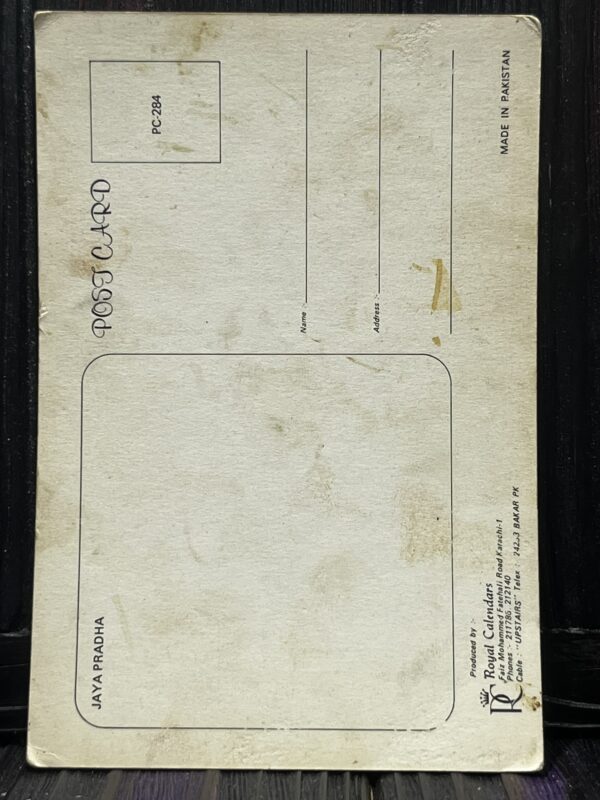 JAYA PRADHA
POST CARD
PC-284
Name :-
Address :-
Produced by :-
RC
Royal Calendars
Faiz Mohammed Fatehali Road Karachi-1
Phones :- 211786 212140
Cable : "UPSTAIRS" Telex : BAKAR PK
MADE IN PAKISTAN